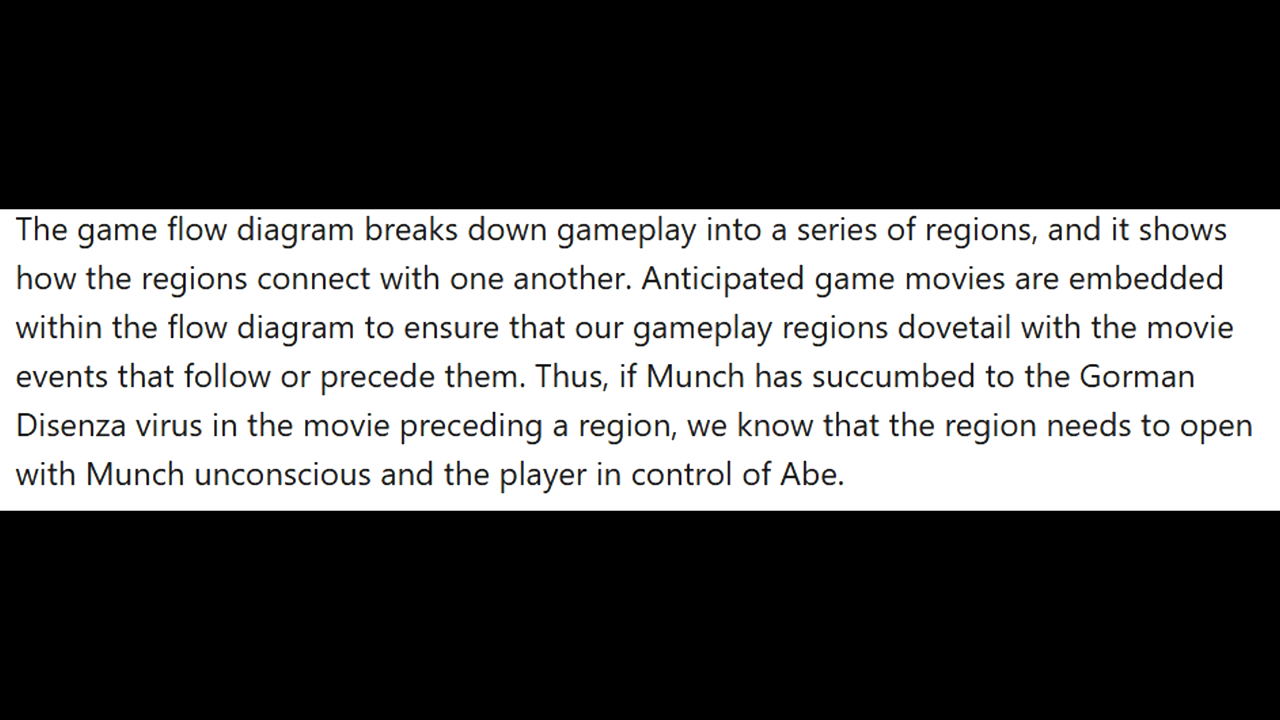 The game flow diagram breaks down gameplay into a series of regions, and it shows
how the regions connect with one another. Anticipated game movies are embedded
within the flow diagram to ensure that our gameplay regions dovetail with the movie
events that follow or precede them. Thus, if Munch has succumbed to the Gorman
Disenza virus in the movie preceding a region, we know that the region needs to open
with Munch unconscious and the player in control of Abe.